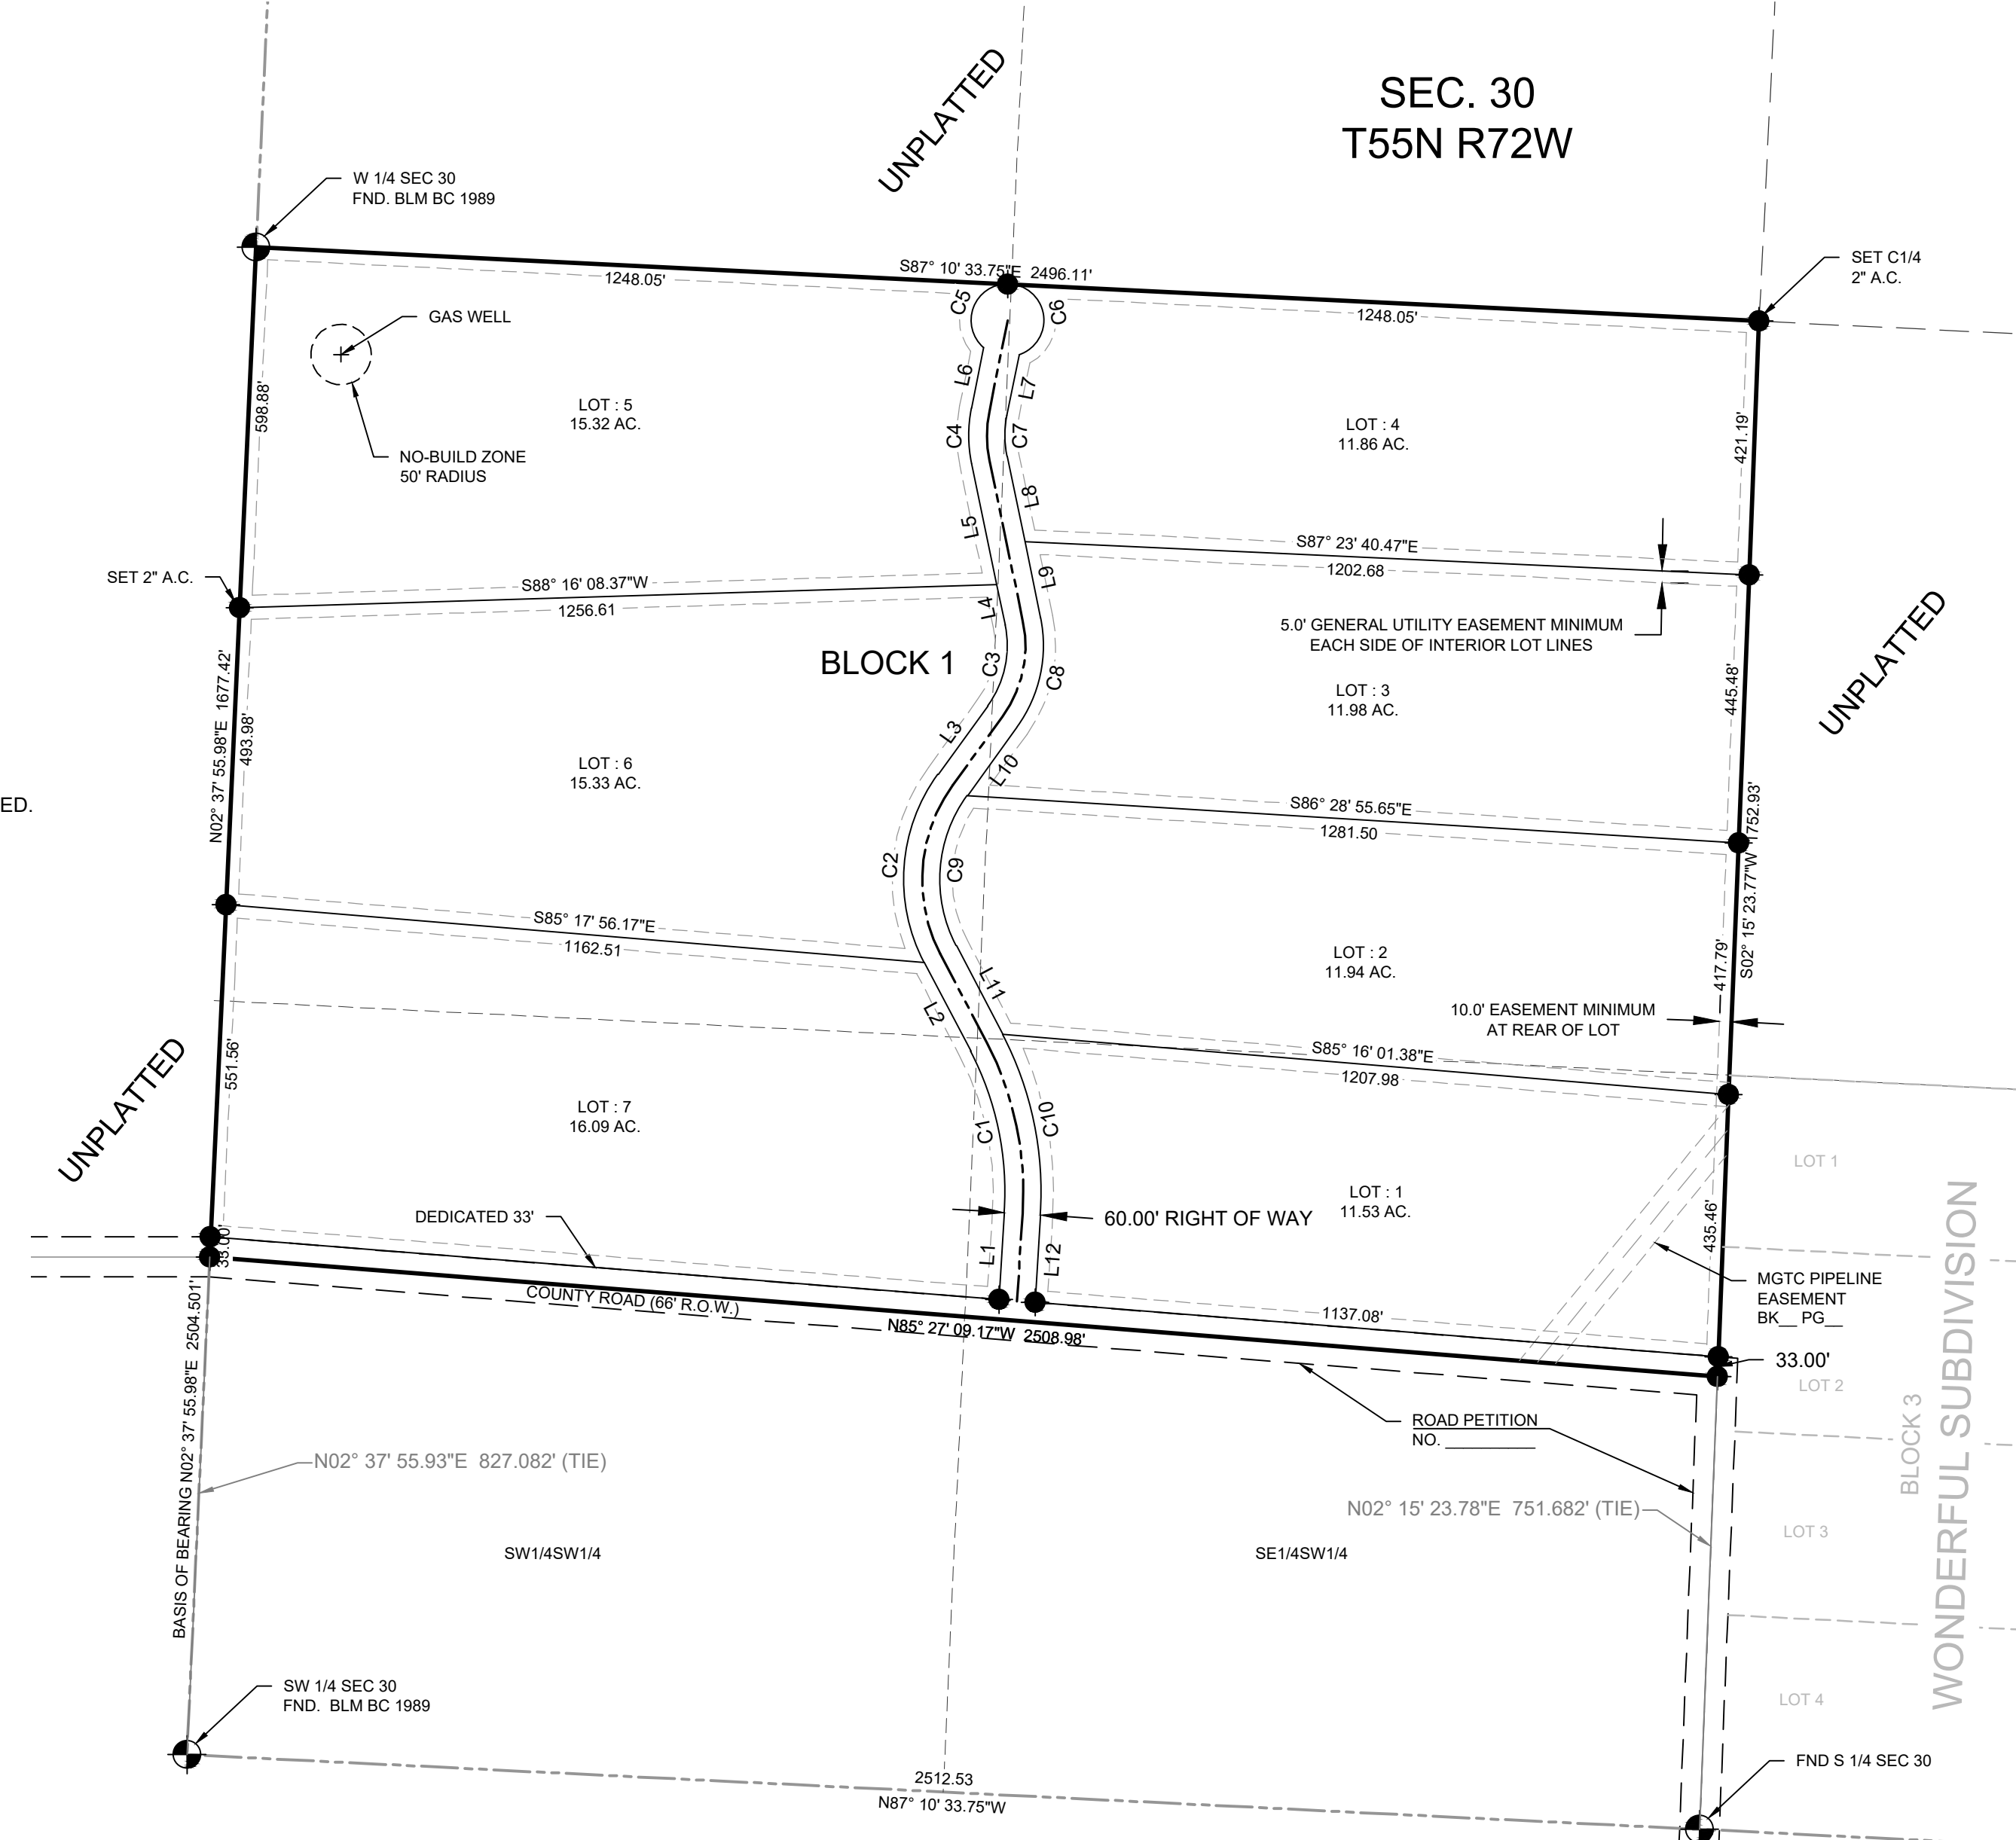 UNPLATTED
SEC. 30
T55N R72W
W 1/4 SEC 30
FND. BLM BC 1989
SET C1/4
2" A.C.
S87° 10' 33.75"E 2496.11'
1248.05'
1248.05'
C5
C6
GAS WELL
NO-BUILD ZONE
50' RADIUS
598.88'
LOT : 5
15.32 AC.
L6
L7
C4
C7
L5
L8
LOT : 4
11.86 AC.
421.19'
SET 2" A.C.
S88° 16' 08.37"W
1256.61
S87° 23' 40.47"E
1202.68
L4
L9
5.0' GENERAL UTILITY EASEMENT MINIMUM
EACH SIDE OF INTERIOR LOT LINES
UNPLATTED
BLOCK 1
C3
C8
LOT : 3
11.98 AC.
445.48'
N02° 37' 55.98"E 1677.42'
493.98'
L3
L10
LOT : 6
15.33 AC.
ED.
S86° 28' 55.65"E
1281.50
S02° 15' 23.77"W 1752.93'
C2
C9
S85° 17' 56.17"E
1162.51
LOT : 2
11.94 AC.
417.79'
L11
L2
10.0' EASEMENT MINIMUM
AT REAR OF LOT
S85° 16' 01.38"E
1207.98
UNPLATTED
551.56'
LOT : 7
16.09 AC.
C1
C10
LOT : 1
11.53 AC.
435.46'
LOT 1
DEDICATED 33'
60.00' RIGHT OF WAY
33.00'
L1
L12
COUNTY ROAD (66' R.O.W.)
1137.08'
N85° 27' 09.17"W 2508.98'
MGTC PIPELINE
EASEMENT
BK__ PG__
33.00'
LOT 2
ROAD PETITION
NO. __________
BLOCK 3
WONDERFUL SUBDIVISION
BASIS OF BEARING N02° 37' 55.98"E 2504.501'
N02° 37' 55.93"E 827.082' (TIE)
N02° 15' 23.78"E 751.682' (TIE)
LOT 3
SW1/4SW1/4
SE1/4SW1/4
SW 1/4 SEC 30
FND. BLM BC 1989
LOT 4
2512.53
N87° 10' 33.75"W
FND S 1/4 SEC 30